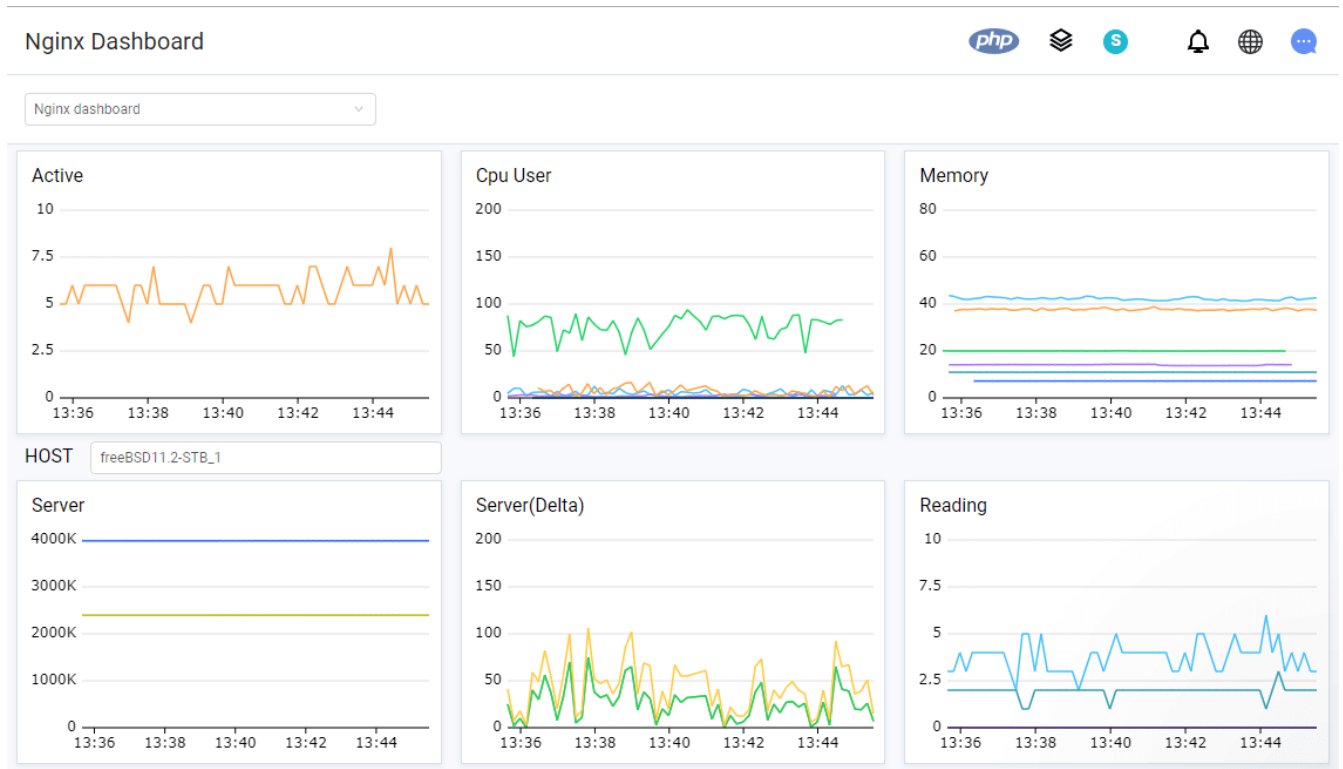 Nginx Dashboard
php
S
Nginx dashboard
Active
10
7.5
5
2.5
0
13:36 13:38 13:40 13:42 13:44
Cpu User
200
150
100
50
0
13:36 13:38 13:40 13:42 13:44
Memory
80
60
40
20
0
13:36 13:38 13:40 13:42 13:44
HOST freeBSD11.2-STB_1
Server
4000K
3000K
2000K
1000K
0
13:36 13:38 13:40 13:42 13:44
Server(Delta)
200
150
100
50
0
13:36 13:38 13:40 13:42 13:44
Reading
10
7.5
5
2.5
0
13:36 13:38 13:40 13:42 13:44